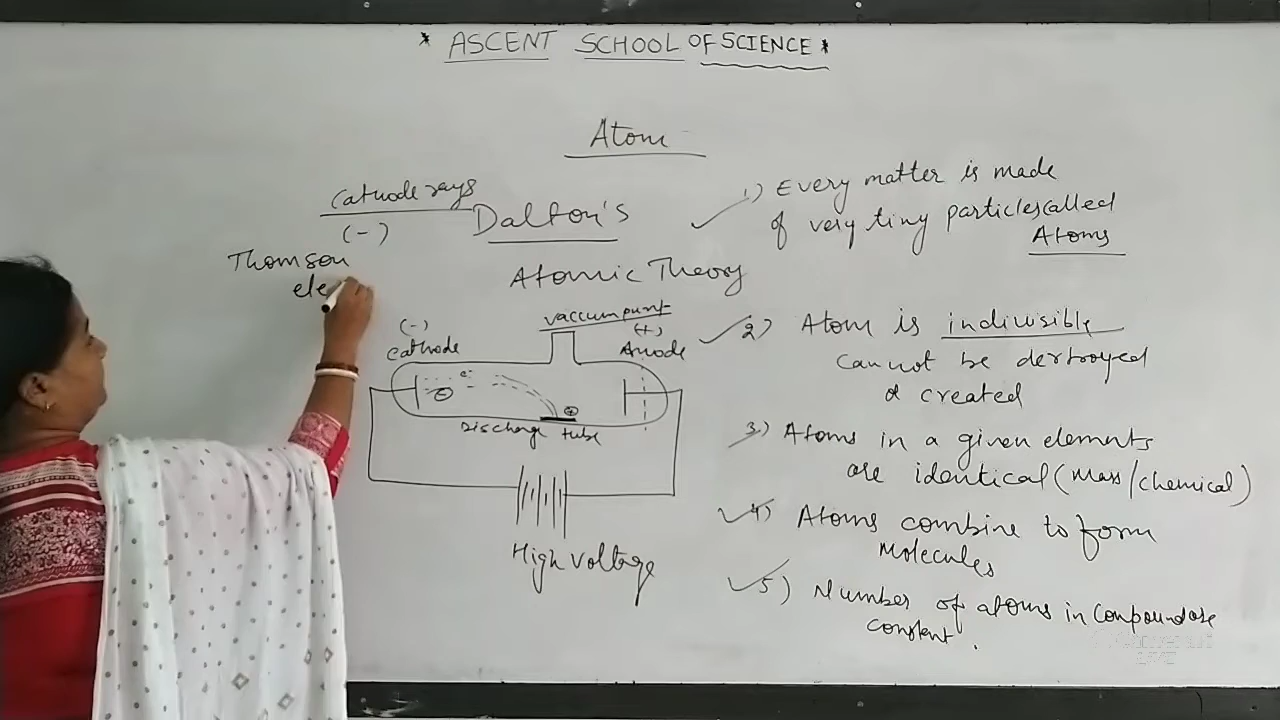 * ASCENT SCHOOL OF SCIENCE *
Atom
Cathode rays
(-)
Thomson
ele
Dalton's
Atomic Theory
1) Every matter is made
of very tiny particles called
Atoms
2) Atom is indivisible
cannot be destroyed
& created
3) Atoms in a given elements
are identical (mass/chemical)
4) Atoms combine to form
Molecules
5) Number of atoms in compound are
constant.
vaccum pump
(-)
Cathode
(+)
Anode
e-
Discharge tube
High voltage